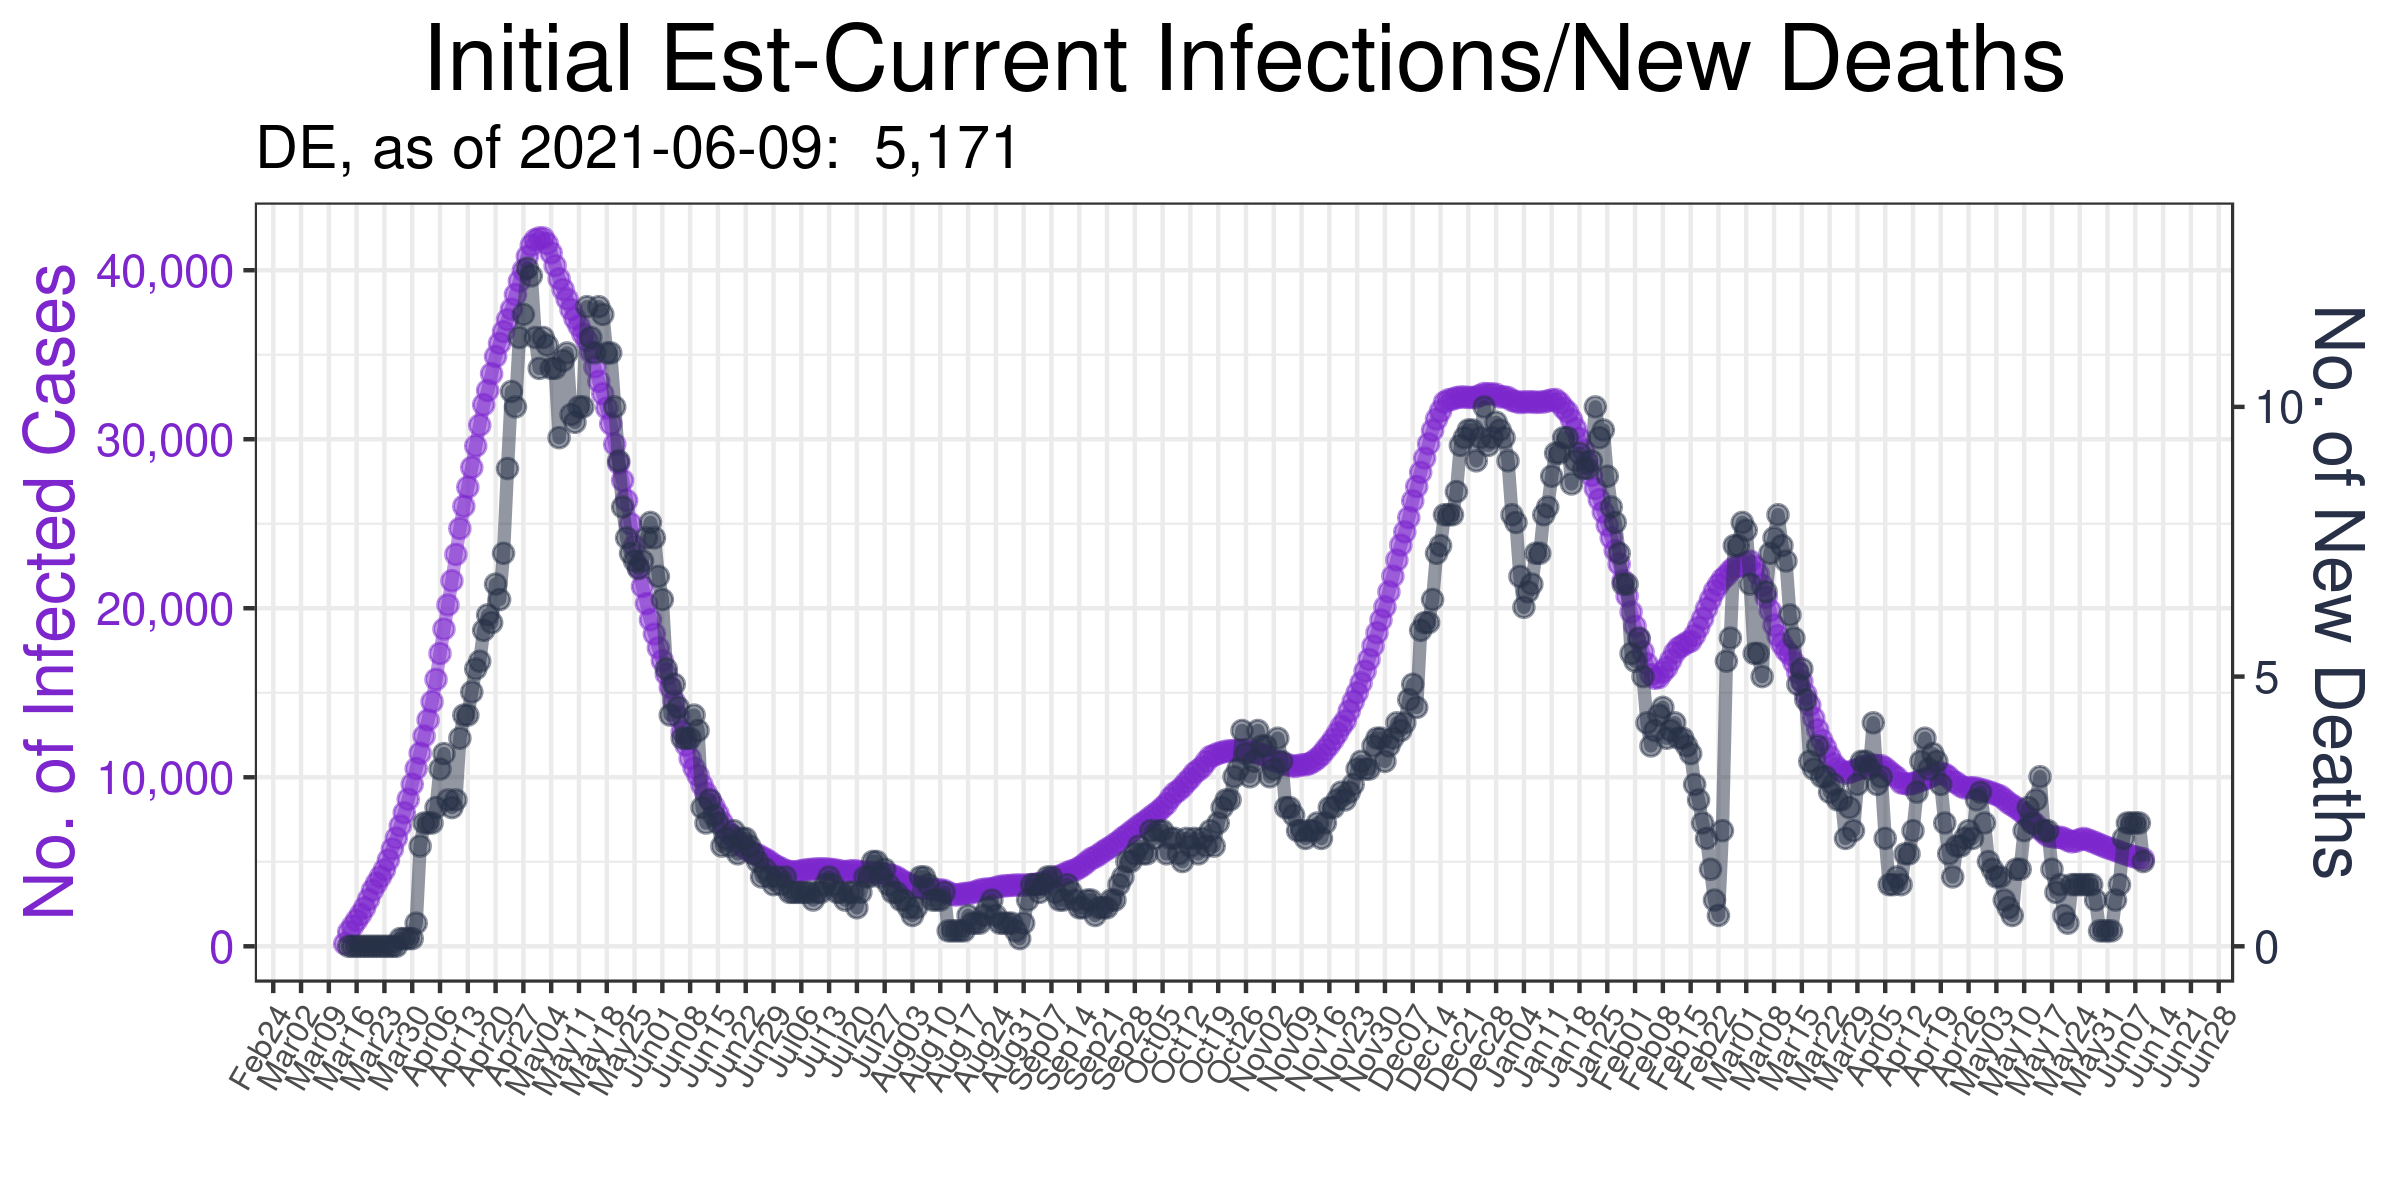 Initial Est-Current Infections/New Deaths
DE, as of 2021-06-09:  5,171
No. of Infected Cases
40,000
30,000
20,000
10,000
0
No. of New Deaths
10
5
0
Feb24
Mar02
Mar09
Mar16
Mar23
Mar30
Apr06
Apr13
Apr20
Apr27
May04
May11
May18
May25
Jun01
Jun08
Jun15
Jun22
Jun29
Jul06
Jul13
Jul20
Jul27
Aug03
Aug10
Aug17
Aug24
Aug31
Sep07
Sep14
Sep21
Sep28
Oct05
Oct12
Oct19
Oct26
Nov02
Nov09
Nov16
Nov23
Nov30
Dec07
Dec14
Dec21
Dec28
Jan04
Jan11
Jan18
Jan25
Feb01
Feb08
Feb15
Feb22
Mar01
Mar08
Mar15
Mar22
Mar29
Apr05
Apr12
Apr19
Apr26
May03
May10
May17
May24
May31
Jun07
Jun14
Jun21
Jun28